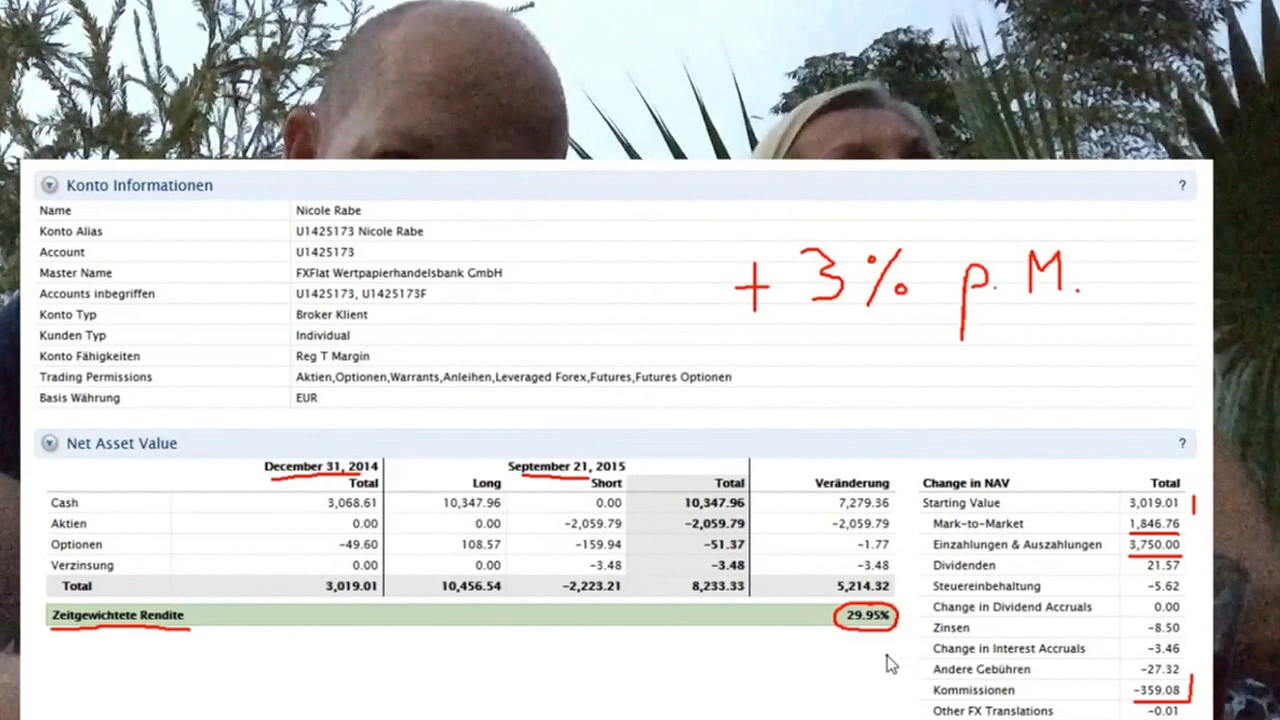 Konto Informationen ?
Name Nicole Rabe
Konto Alias U1425173 Nicole Rabe
Account U1425173
Master Name FXFlat Wertpapierhandelsbank GmbH
Accounts inbegriffen U1425173, U1425173F
Konto Typ Broker Klient
Kunden Typ Individual
Konto Fähigkeiten Reg T Margin
Trading Permissions Aktien,Optionen,Warrants,Anleihen,Leveraged Forex,Futures,Futures Optionen
Basis Währung EUR
+ 3% p. M.
Net Asset Value ?
December 31, 2014 September 21, 2015
Total Long Short Total Veränderung
Cash 3,068.61 10,347.96 0.00 10,347.96 7,279.36
Aktien 0.00 0.00 -2,059.79 -2,059.79 -2,059.79
Optionen -49.60 108.57 -159.94 -51.37 -1.77
Verzinsung 0.00 0.00 -3.48 -3.48 -3.48
Total 3,019.01 10,456.54 -2,223.21 8,233.33 5,214.32
Zeitgewichtete Rendite 29.95%
Change in NAV Total
Starting Value 3,019.01
Mark-to-Market 1,846.76
Einzahlungen & Auszahlungen 3,750.00
Dividenden 21.57
Steuereinbehaltung -5.62
Change in Dividend Accruals 0.00
Zinsen -8.50
Change in Interest Accruals -3.46
Andere Gebühren -27.32
Kommissionen -359.08
Other FX Translations -0.01